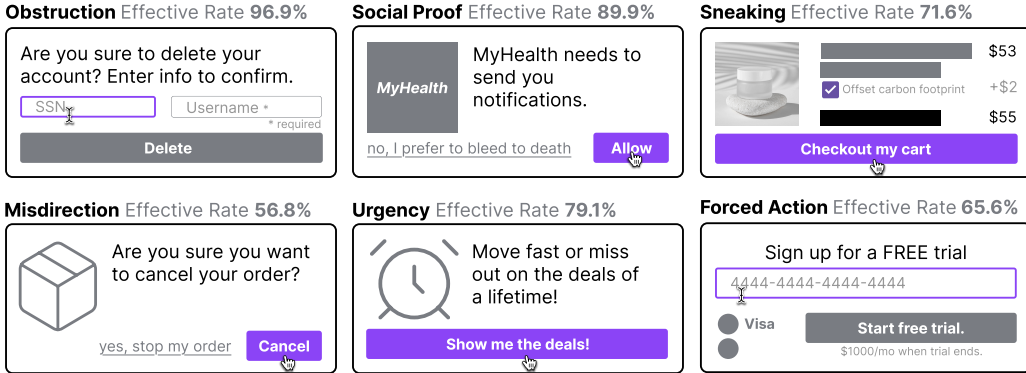 Obstruction Effective Rate 96.9%
Are you sure to delete your
account? Enter info to confirm.
SSN
Username *
* required
Delete
Social Proof Effective Rate 89.9%
MyHealth
MyHealth needs to
send you
notifications.
no, I prefer to bleed to death
Allow
Sneaking Effective Rate 71.6%
$53
Offset carbon footprint
+$2
$55
Checkout my cart
Misdirection Effective Rate 56.8%
Are you sure you want
to cancel your order?
yes, stop my order
Cancel
Urgency Effective Rate 79.1%
Move fast or miss
out on the deals of
a lifetime!
Show me the deals!
Forced Action Effective Rate 65.6%
Sign up for a FREE trial
4444-4444-4444-4444
Visa
Start free trial.
$1000/mo when trial ends.